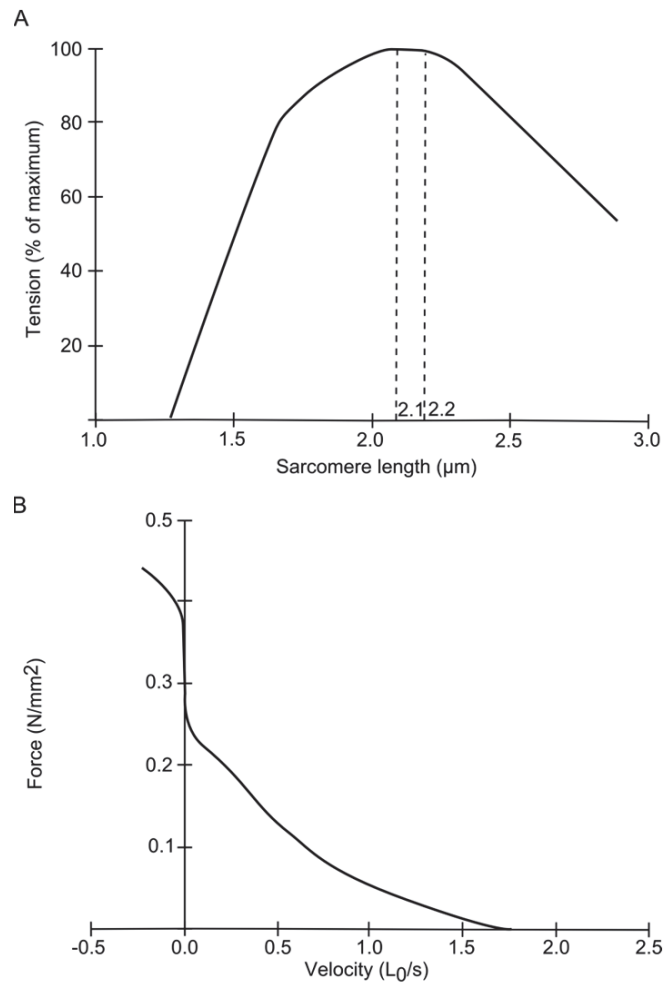 A
100
80
60
40
20
Tension (% of maximum)
2.1 2.2
1.0 1.5 2.0 2.5 3.0
Sarcomere length (µm)
B
0.5
0.3
0.2
0.1
Force (N/mm2)
-0.5 0.0 0.5 1.0 1.5 2.0 2.5
Velocity (L0/s)